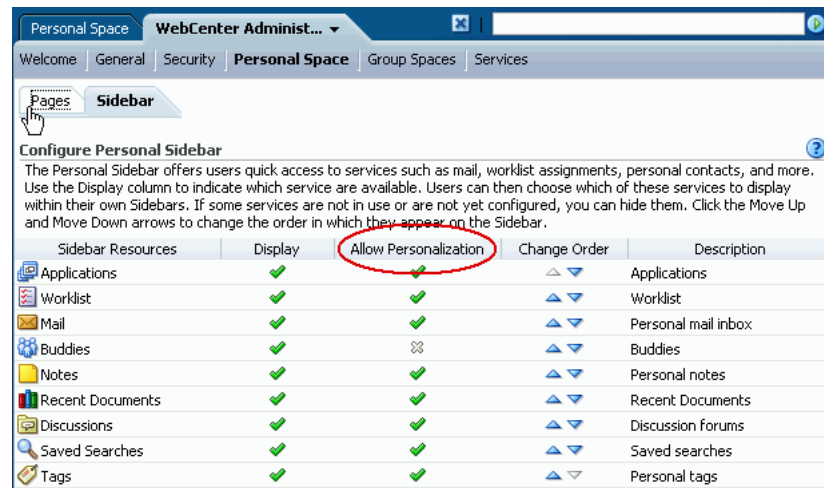 Personal Space WebCenter Administ...
Welcome General Security Personal Space Group Spaces Services
Pages Sidebar
Configure Personal Sidebar
The Personal Sidebar offers users quick access to services such as mail, worklist assignments, personal contacts, and more.
Use the Display column to indicate which service are available. Users can then choose which of these services to display
within their own Sidebars. If some services are not in use or are not yet configured, you can hide them. Click the Move Up
and Move Down arrows to change the order in which they appear on the Sidebar.
Sidebar Resources Display Allow Personalization Change Order Description
Applications Applications
Worklist Worklist
Mail Personal mail inbox
Buddies Buddies
Notes Personal notes
Recent Documents Recent Documents
Discussions Discussion forums
Saved Searches Saved searches
Tags Personal tags